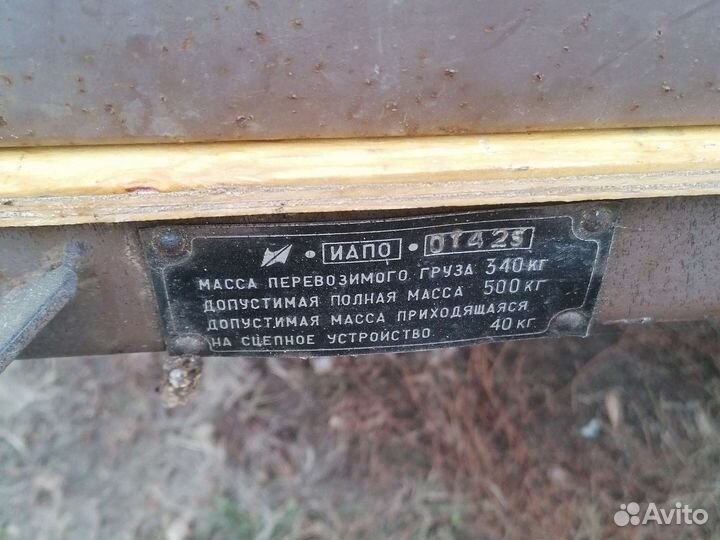 ИАПО 0Т425
МАССА ПЕРЕВОЗИМОГО ГРУЗА 340 КГ
ДОПУСТИМАЯ ПОЛНАЯ МАССА 500 КГ
ДОПУСТИМАЯ МАССА ПРИХОДЯЩАЯСЯ
НА СЦЕПНОЕ УСТРОЙСТВО 40 КГ
Avito